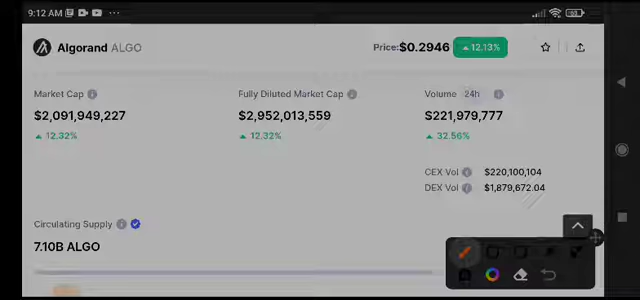 9:12 AM
Algorand ALGO
Price:$0.2946 12.13%
Market Cap
$2,091,949,227
12.32%
Fully Diluted Market Cap
$2,952,013,559
12.32%
Volume 24h
$221,979,777
32.56%
CEX Vol $220,100,104
DEX Vol $1,879,672.04
Circulating Supply
7.10B ALGO